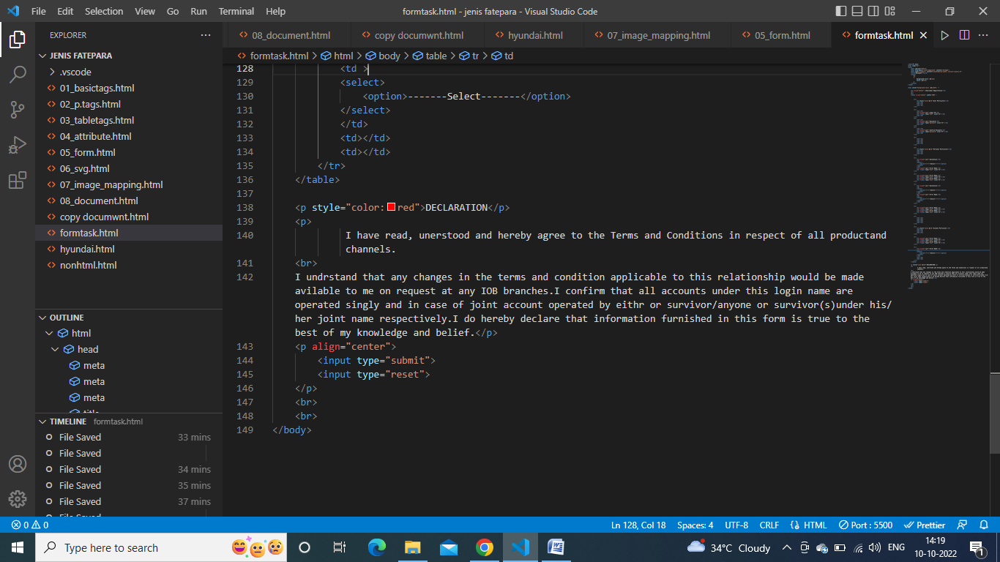 File Edit Selection View Go Run Terminal Help
formtask.html - jenis fatepara - Visual Studio Code
EXPLORER
JENIS FATEPARA
.vscode
01_basictags.html
02_p.tags.html
03_tabletags.html
04_attribute.html
05_form.html
06_svg.html
07_image_mapping.html
08_document.html
copy documwnt.html
formtask.html
hyundai.html
nonhtml.html
OUTLINE
html
head
meta
meta
meta
title
TIMELINE formtask.html
File Saved 33 mins
File Saved
File Saved 34 mins
File Saved 35 mins
File Saved 37 mins
08_document.html copy documwnt.html hyundai.html 07_image_mapping.html 05_form.html formtask.html
formtask.html > html > body > table > tr > td
128 <td >
129 <select>
130 <option>-------Select-------</option>
131 </select>
132 </td>
133 <td></td>
134 <td></td>
135 </tr>
136 </table>
137
138 <p style="color:red">DECLARATION</p>
139 <p>
140 I have read, unerstood and hereby agree to the Terms and Conditions in respect of all productand
channels.
141 <br>
142 I undrstand that any changes in the terms and condition applicable to this relationship would be made
avilable to me on request at any IOB branches.I confirm that all accounts under this login name are
operated singly and in case of joint account operated by eithr or survivor/anyone or survivor(s)under his/
her joint name respectively.I do hereby declare that information furnished in this form is true to the
best of my knowledge and belief.</p>
143 <p align="center">
144 <input type="submit">
145 <input type="reset">
146 </p>
147 <br>
148 <br>
149 </body>
0 0
Ln 128, Col 18 Spaces: 4 UTF-8 CRLF HTML Port : 5500 Prettier
Type here to search
34°C Cloudy
ENG
14:19
10-10-2022
1